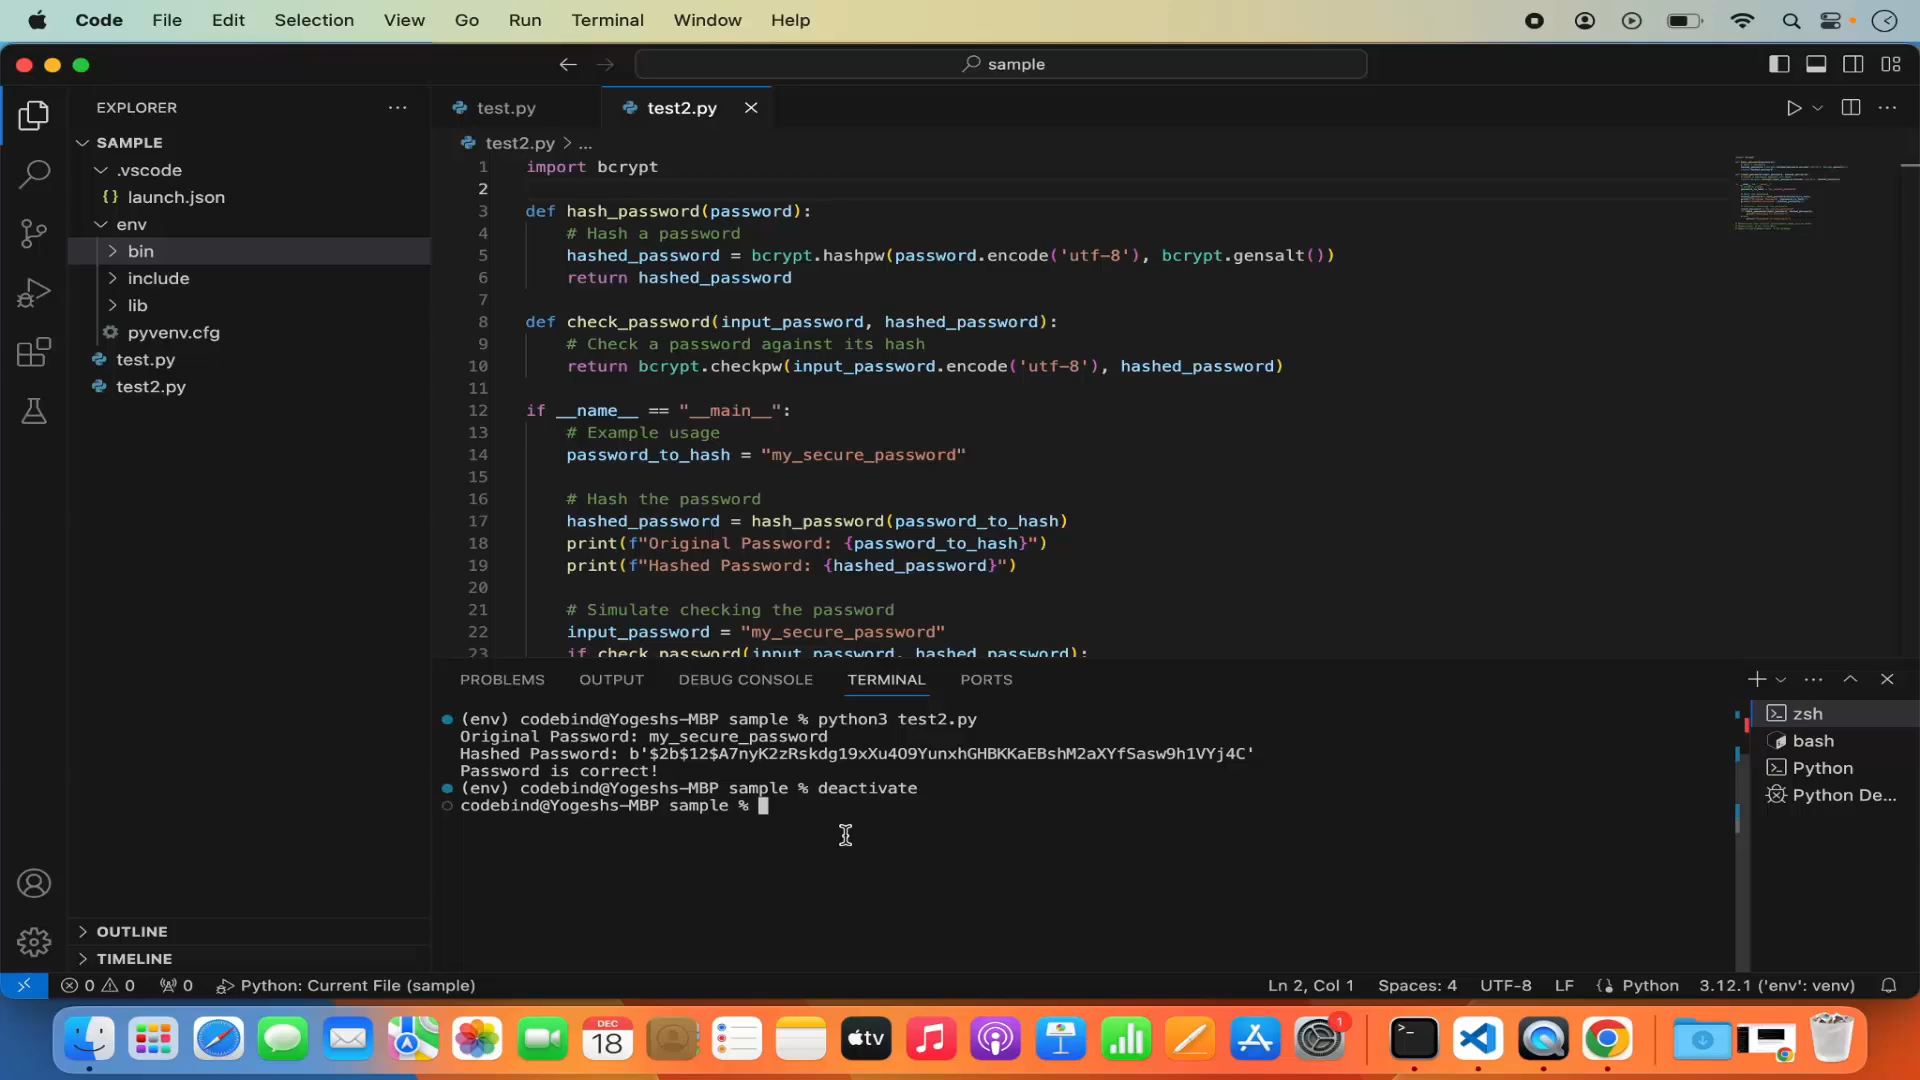 Code File Edit Selection View Go Run Terminal Window Help
sample
EXPLORER
SAMPLE
.vscode
{} launch.json
env
bin
include
lib
pyvenv.cfg
test.py
test2.py
OUTLINE
TIMELINE
test.py test2.py
test2.py > ...
1 import bcrypt
2
3 def hash_password(password):
4 # Hash a password
5 hashed_password = bcrypt.hashpw(password.encode('utf-8'), bcrypt.gensalt())
6 return hashed_password
7
8 def check_password(input_password, hashed_password):
9 # Check a password against its hash
10 return bcrypt.checkpw(input_password.encode('utf-8'), hashed_password)
11
12 if __name__ == "__main__":
13 # Example usage
14 password_to_hash = "my_secure_password"
15
16 # Hash the password
17 hashed_password = hash_password(password_to_hash)
18 print(f"Original Password: {password_to_hash}")
19 print(f"Hashed Password: {hashed_password}")
20
21 # Simulate checking the password
22 input_password = "my_secure_password"
23 if check_password(input_password, hashed_password):
PROBLEMS OUTPUT DEBUG CONSOLE TERMINAL PORTS
(env) codebind@Yogeshs-MBP sample % python3 test2.py
Original Password: my_secure_password
Hashed Password: b'$2b$12$A7nyK2zRskdg19xXu4O9YunxhGHBKKaEBshM2aXYfSasw9h1VYj4C'
Password is correct!
(env) codebind@Yogeshs-MBP sample % deactivate
codebind@Yogeshs-MBP sample %
zsh
bash
Python
Python De...
0 0 0 Python: Current File (sample) Ln 2, Col 1 Spaces: 4 UTF-8 LF Python 3.12.1 ('env': venv)
DEC
18
tv
1